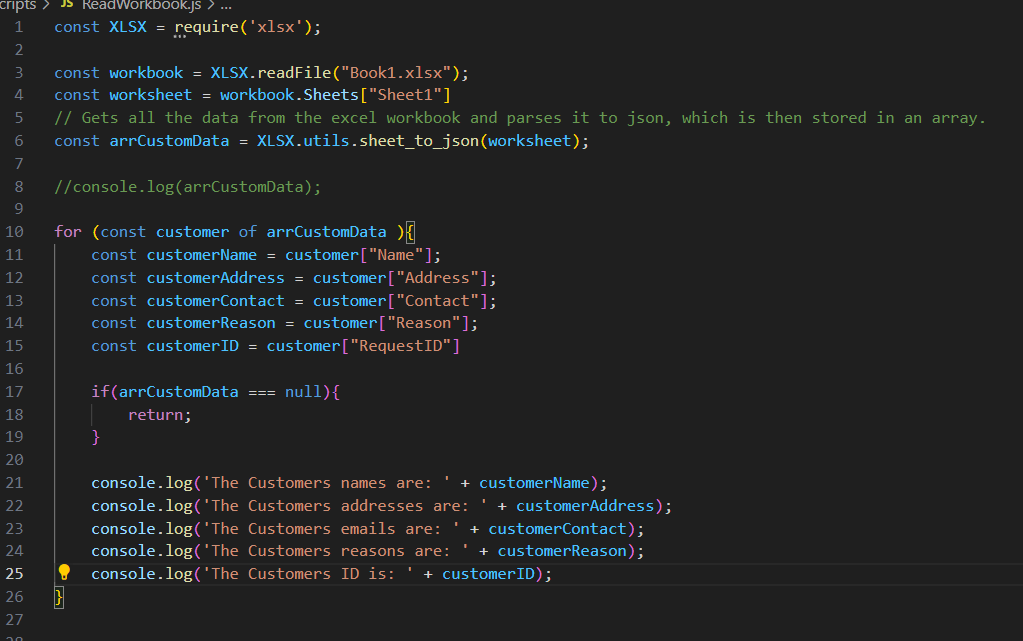 cripts > JS ReadWorkbook.js > ...
1 const XLSX = require('xlsx');
2
3 const workbook = XLSX.readFile("Book1.xlsx");
4 const worksheet = workbook.Sheets["Sheet1"]
5 // Gets all the data from the excel workbook and parses it to json, which is then stored in an array.
6 const arrCustomData = XLSX.utils.sheet_to_json(worksheet);
7
8 //console.log(arrCustomData);
9
10 for (const customer of arrCustomData ){
11     const customerName = customer["Name"];
12     const customerAddress = customer["Address"];
13     const customerContact = customer["Contact"];
14     const customerReason = customer["Reason"];
15     const customerID = customer["RequestID"]
16
17     if(arrCustomData === null){
18         return;
19     }
20
21     console.log('The Customers names are: ' + customerName);
22     console.log('The Customers addresses are: ' + customerAddress);
23     console.log('The Customers emails are: ' + customerContact);
24     console.log('The Customers reasons are: ' + customerReason);
25     console.log('The Customers ID is: ' + customerID);
26 }
27
28